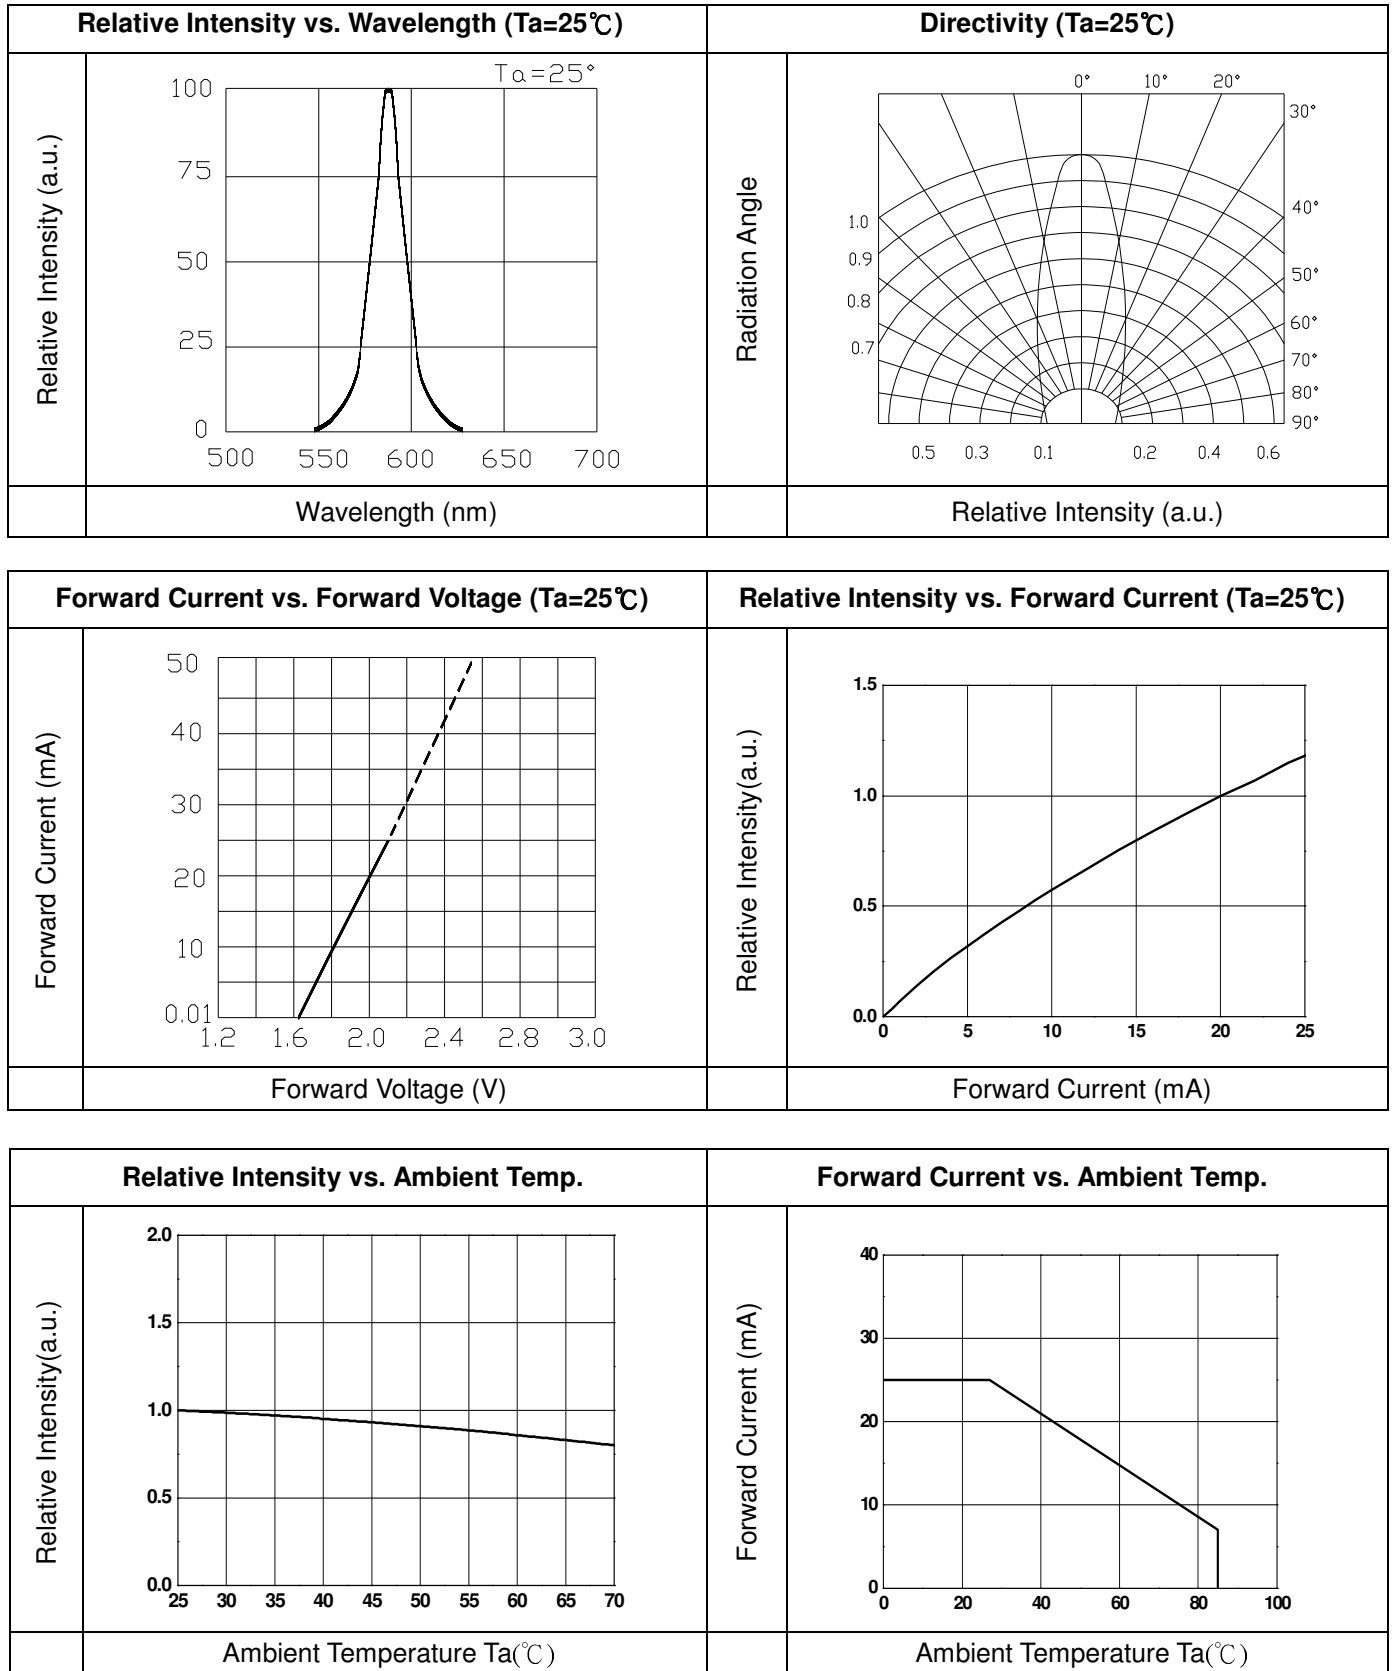 Relative Intensity vs. Wavelength (Ta=25℃)
Directivity (Ta=25℃)
Relative Intensity (a.u.)
Ta=25°
100
75
50
25
0
500 550 600 650 700
Wavelength (nm)
Radiation Angle
0° 10° 20°
30°
40°
50°
60°
70°
80°
90°
1.0
0.9
0.8
0.7
0.5 0.3 0.1 0.2 0.4 0.6
Relative Intensity (a.u.)
Forward Current vs. Forward Voltage (Ta=25℃)
Relative Intensity vs. Forward Current (Ta=25℃)
Forward Current (mA)
50
40
30
20
10
0.01
1.2 1.6 2.0 2.4 2.8 3.0
Forward Voltage (V)
Relative Intensity(a.u.)
1.5
1.0
0.5
0.0
0 5 10 15 20 25
Forward Current (mA)
Relative Intensity vs. Ambient Temp.
Forward Current vs. Ambient Temp.
Relative Intensity(a.u.)
2.0
1.5
1.0
0.5
0.0
25 30 35 40 45 50 55 60 65 70
Ambient Temperature Ta(℃)
Forward Current (mA)
40
30
20
10
0
0 20 40 60 80 100
Ambient Temperature Ta(℃)